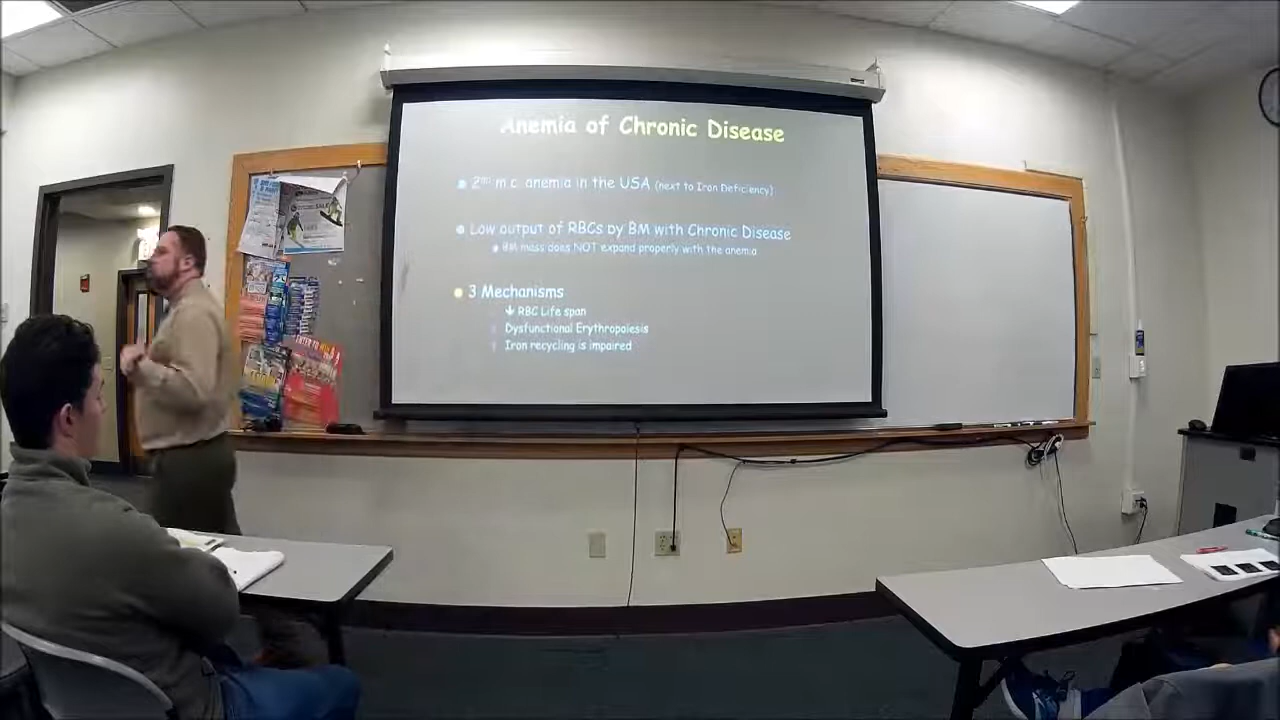 Anemia of Chronic Disease
2nd m.c. anemia in the USA (next to Iron Deficiency)
Low output of RBCs by BM with Chronic Disease
BM mass does NOT expand properly with the anemia
3 Mechanisms
↓ RBC Life span
Dysfunctional Erythropoiesis
Iron recycling is impaired